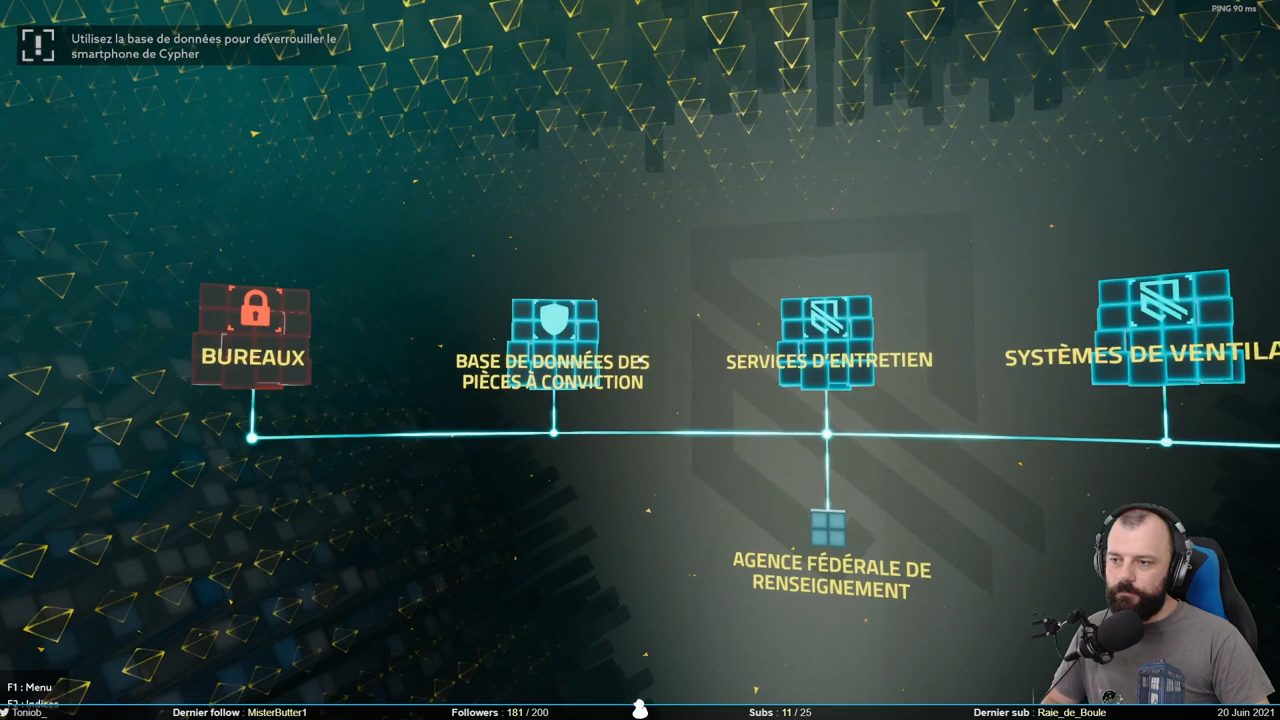 PING 90 ms
Utilisez la base de données pour déverrouiller le
smartphone de Cypher
BUREAUX
BASE DE DONNÉES DES
PIÈCES À CONVICTION
SERVICES D'ENTRETIEN
SYSTÈMES DE VENTILA
AGENCE FÉDÉRALE DE
RENSEIGNEMENT
F1 : Menu
F2 : Indices
Toniob_
Dernier follow : MisterButter1
Followers : 181 / 200
Subs : 11 / 25
Dernier sub : Raie_de_Boule
20 Juin 2021